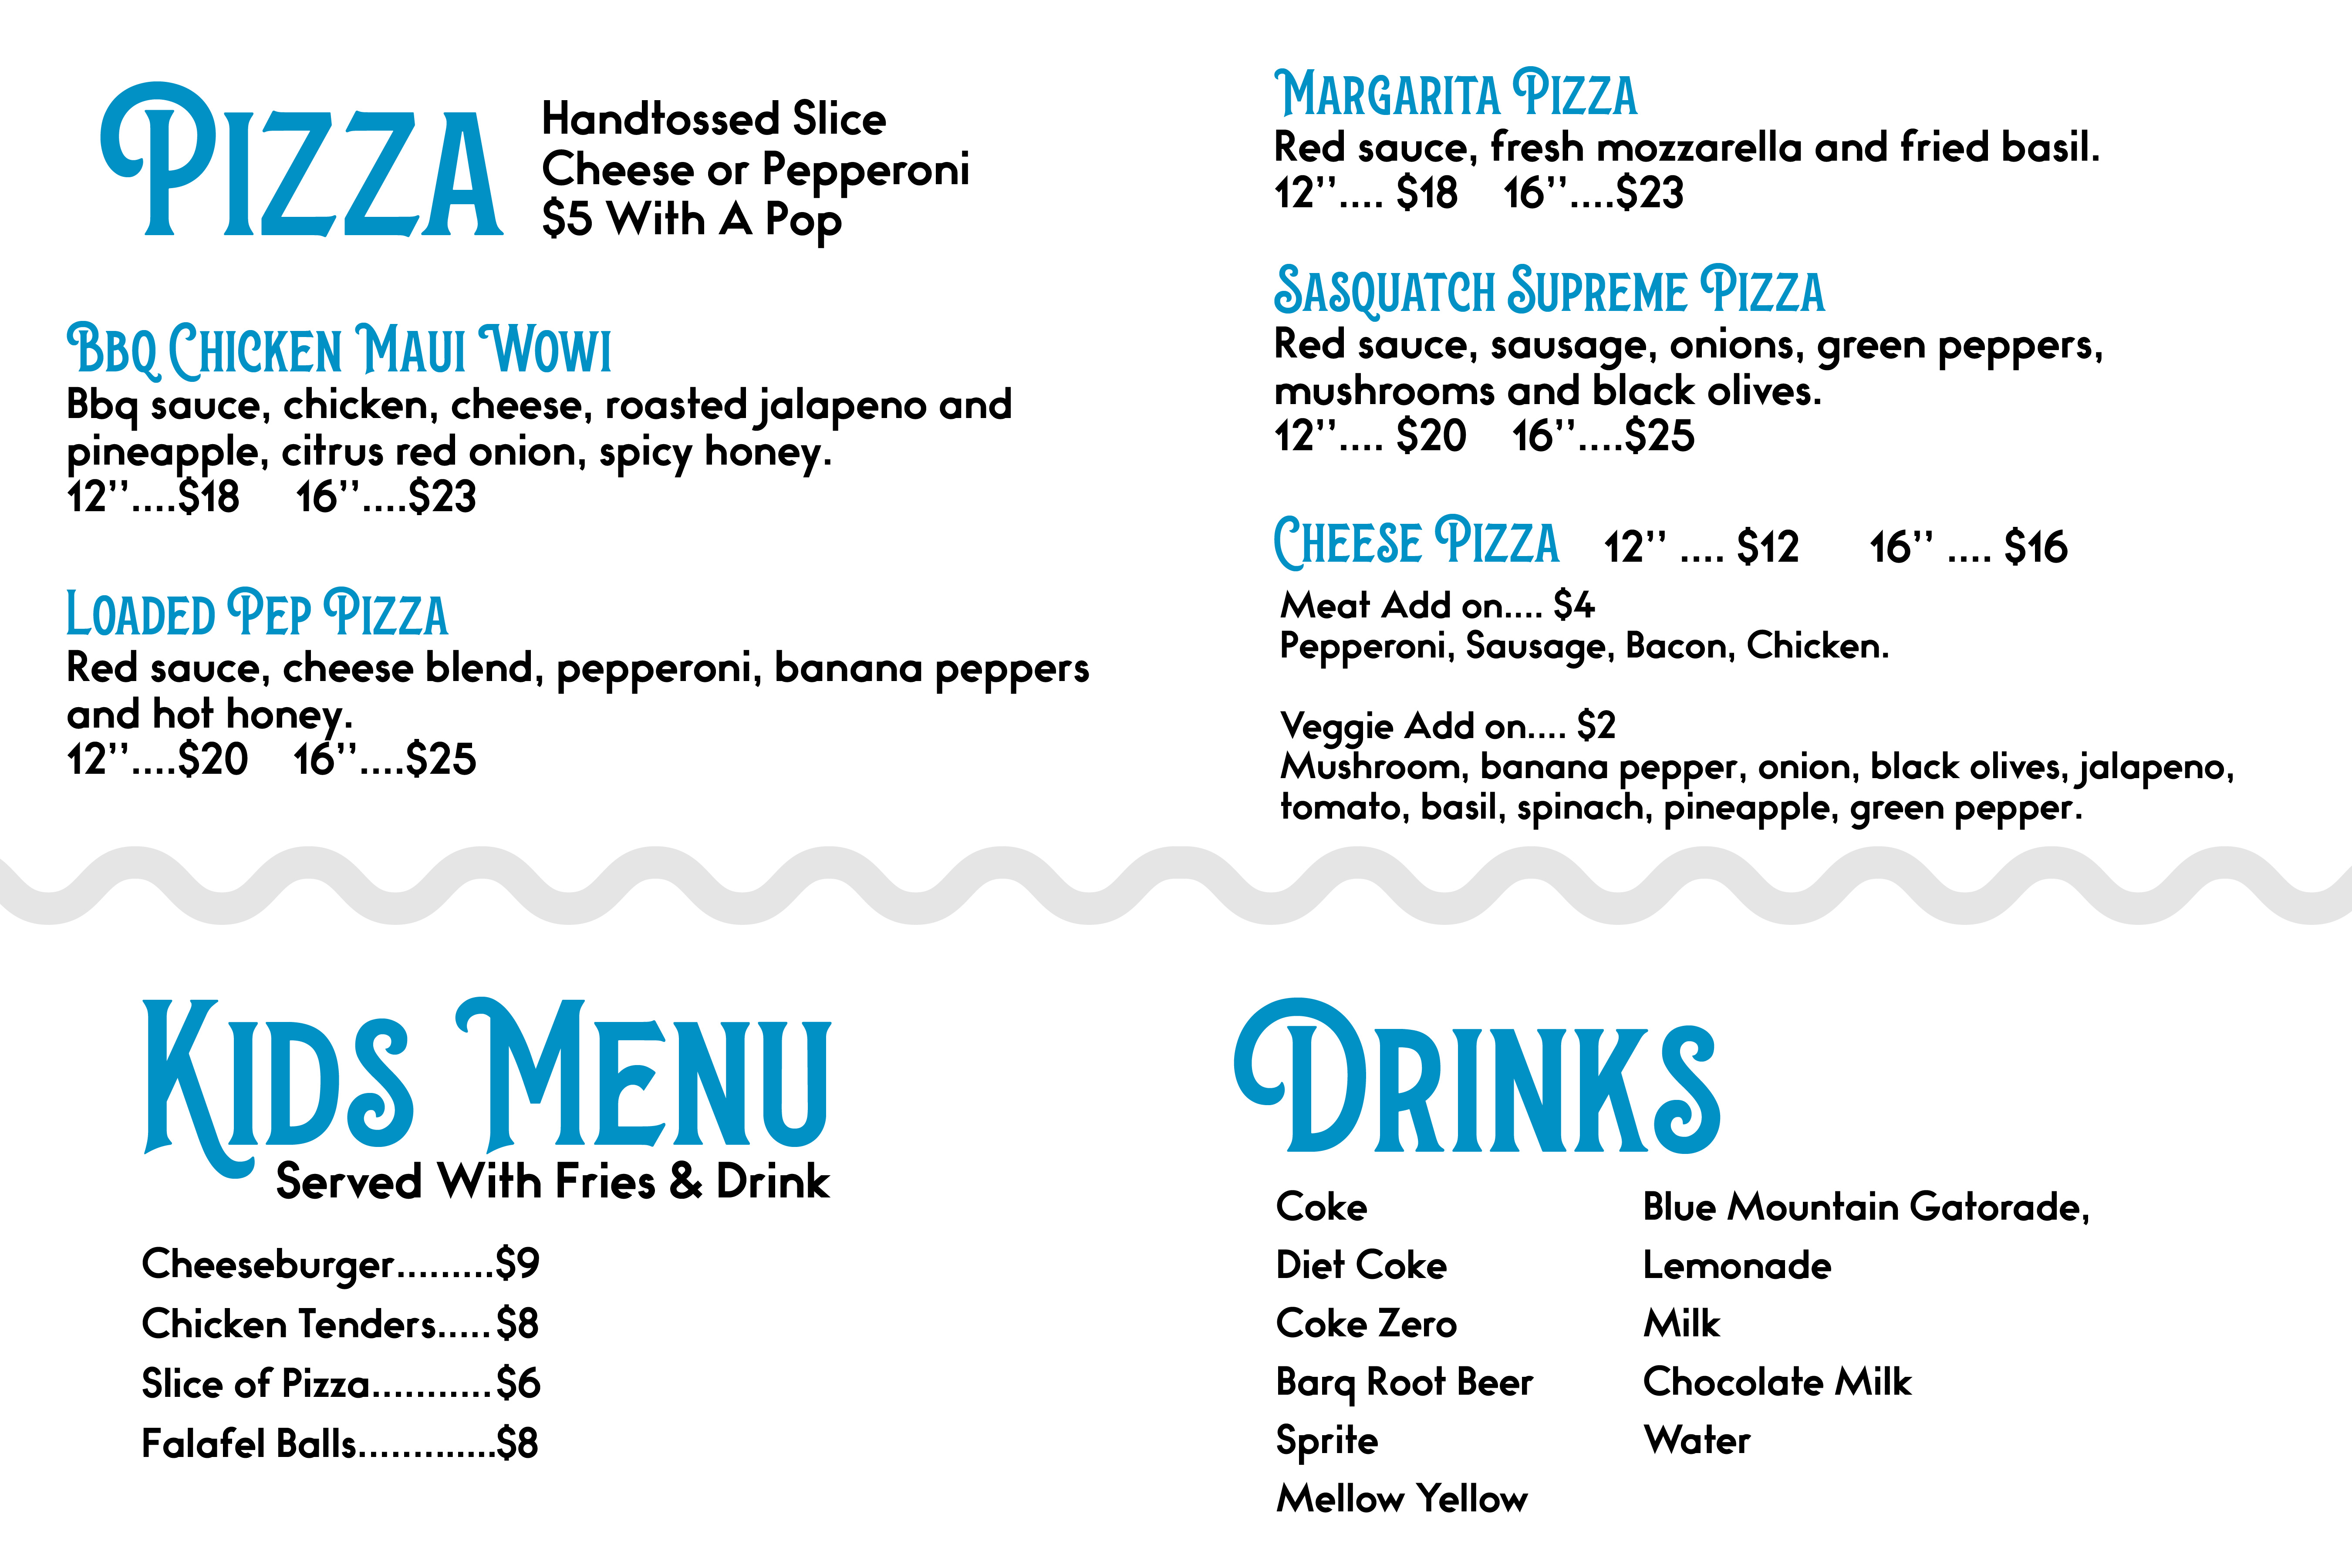 Pizza
Handtossed Slice
Cheese or Pepperoni
$5 With A Pop
Bbq Chicken Maui Wowi
Bbq sauce, chicken, cheese, roasted jalapeno and
pineapple, citrus red onion, spicy honey.
12’’....$18 16’’....$23
Loaded Pep Pizza
Red sauce, cheese blend, pepperoni, banana peppers
and hot honey.
12’’....$20 16’’....$25
Margarita Pizza
Red sauce, fresh mozzarella and fried basil.
12’’.... $18 16’’....$23
Sasquatch Supreme Pizza
Red sauce, sausage, onions, green peppers,
mushrooms and black olives.
12’’.... $20 16’’....$25
Cheese Pizza 12’’ .... $12 16’’ .... $16
Meat Add on.... $4
Pepperoni, Sausage, Bacon, Chicken.
Veggie Add on.... $2
Mushroom, banana pepper, onion, black olives, jalapeno,
tomato, basil, spinach, pineapple, green pepper.
Kids Menu
Served With Fries & Drink
Cheeseburger.........$9
Chicken Tenders.....$8
Slice of Pizza...........$6
Falafel Balls.............$8
Drinks
Coke
Diet Coke
Coke Zero
Barq Root Beer
Sprite
Mellow Yellow
Blue Mountain Gatorade,
Lemonade
Milk
Chocolate Milk
Water